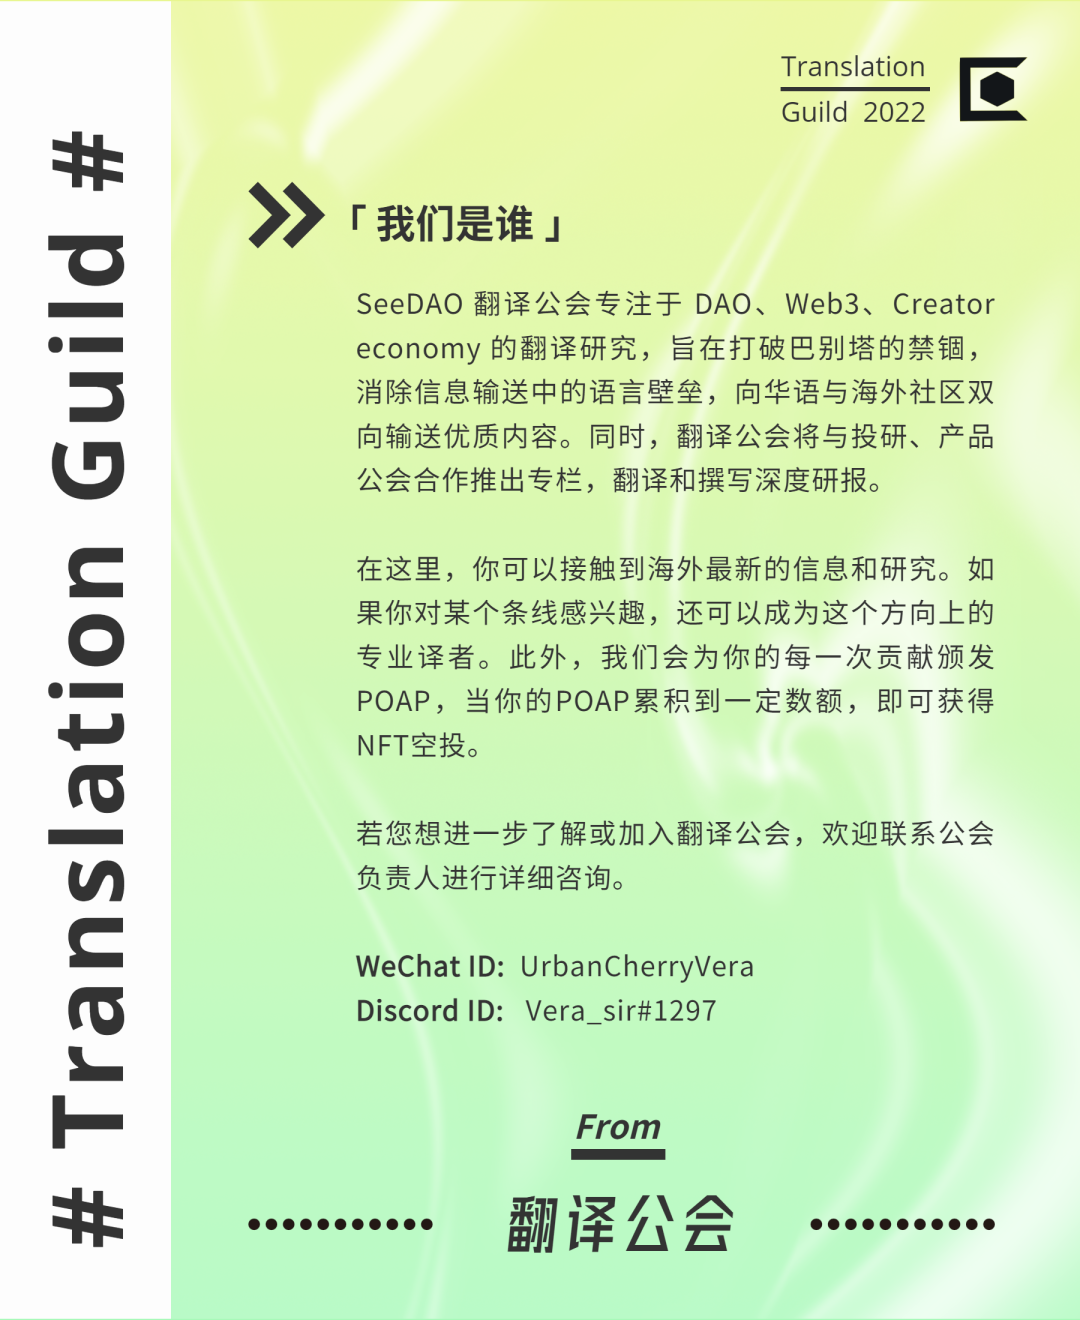 # Translation Guild #
Translation
Guild 2022
「 我们是谁 」
SeeDAO 翻译公会专注于 DAO、Web3、Creator
economy 的翻译研究，旨在打破巴别塔的禁锢，
消除信息输送中的语言壁垒，向华语与海外社区双
向输送优质内容。同时，翻译公会将与投研、产品
公会合作推出专栏，翻译和撰写深度研报。
在这里，你可以接触到海外最新的信息和研究。如
果你对某个条线感兴趣，还可以成为这个方向上的
专业译者。此外，我们会为你的每一次贡献颁发
POAP，当你的POAP累积到一定数额，即可获得
NFT空投。
若您想进一步了解或加入翻译公会，欢迎联系公会
负责人进行详细咨询。
WeChat ID: UrbanCherryVera
Discord ID: Vera_sir#1297
From
翻译公会